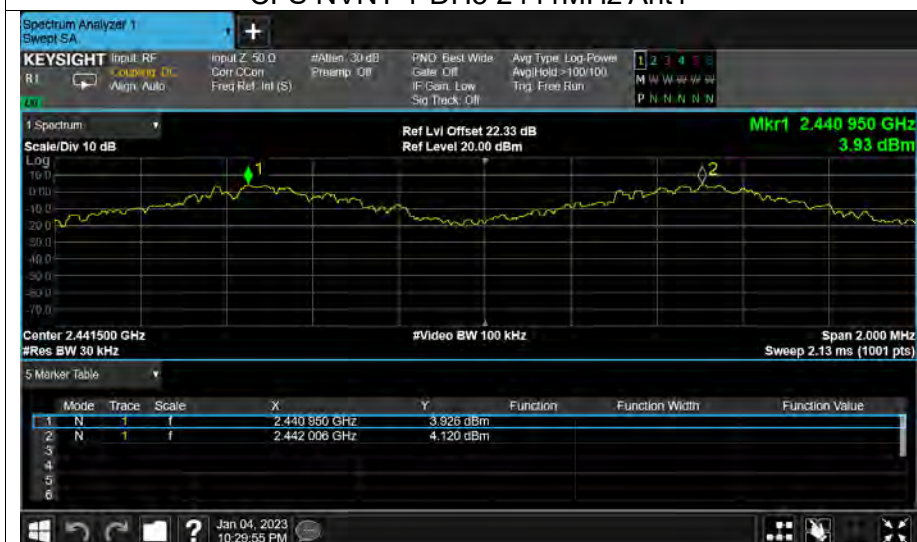 CFS NVNT 1-DH5 2441MHz Ant1
Spectrum Analyzer 1
Swept SA
+
KEYSIGHT Input: RF Input Z: 50 Ω #Atten: 30 dB PNO: Best Wide Avg Type: Log-Power 1 2 3 4 5 6
R1 Coupling: DC Corr CCorr Preamp: Off Gate: Off Avg|Hold: >100/100 M W W W W W
Align: Auto Freq Ref: Int (S) IF Gain: Low Trig: Free Run
Sig Track: Off P N N N N N
1 Spectrum
Ref Lvl Offset 22.33 dB Mkr1 2.440 950 GHz
Scale/Div 10 dB Ref Level 20.00 dBm 3.93 dBm
Log
10.0
0.00
-10.0
-20.0
-30.0
-40.0
-50.0
-60.0
-70.0
1
2
Center 2.441500 GHz #Video BW 100 kHz Span 2.000 MHz
#Res BW 30 kHz Sweep 2.13 ms (1001 pts)
5 Marker Table
Mode Trace Scale X Y Function Function Width Function Value
1 N 1 f 2.440 950 GHz 3.926 dBm
2 N 1 f 2.442 006 GHz 4.120 dBm
3
4
5
6
? Jan 04, 2023
10:29:55 PM